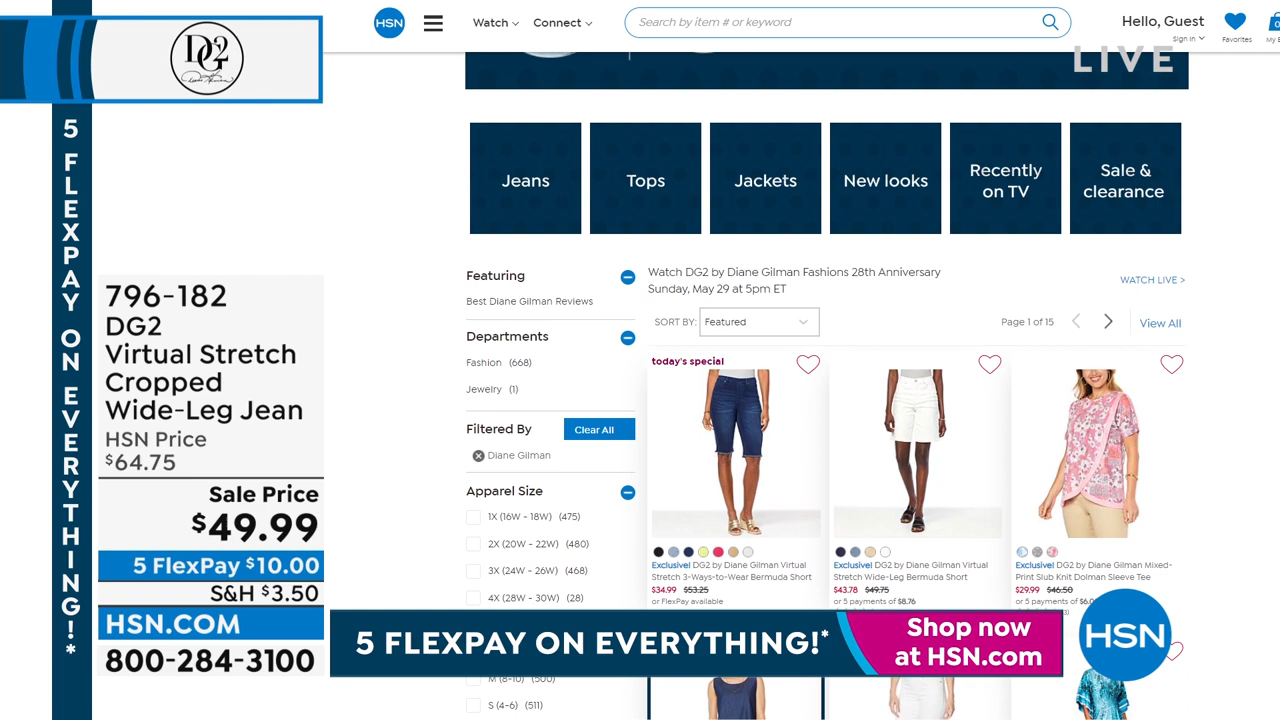 HSN
Watch
Connect
Search by item # or keyword
Hello, Guest
Sign In
Favorites
0
DG2
5 FLEXPAY ON EVERYTHING!*
LIVE
Jeans
Tops
Jackets
New looks
Recently
on TV
Sale &
clearance
796-182
DG2
Virtual Stretch
Cropped
Wide-Leg Jean
HSN Price
$64.75
Sale Price
$49.99
5 FlexPay $10.00
S&H $3.50
HSN.COM
800-284-3100
Featuring
Best Diane Gilman Reviews
Departments
Fashion (668)
Jewelry (1)
Filtered By
Clear All
Diane Gilman
Apparel Size
1X (16W - 18W) (475)
2X (20W - 22W) (480)
3X (24W - 26W) (468)
4X (28W - 30W) (28)
M (8-10) (500)
S (4-6) (511)
Watch DG2 by Diane Gilman Fashions 28th Anniversary
Sunday, May 29 at 5pm ET
WATCH LIVE >
SORT BY: Featured
Page 1 of 15
View All
today's special
Exclusive! DG2 by Diane Gilman Virtual
Stretch 3-Ways-to-Wear Bermuda Short
$34.99 $53.25
or FlexPay available
Exclusive! DG2 by Diane Gilman Virtual
Stretch Wide-Leg Bermuda Short
$43.78 $49.75
or 5 payments of $8.76
Exclusive! DG2 by Diane Gilman Mixed-
Print Slub Knit Dolman Sleeve Tee
$29.99 $46.50
or 5 payments of
5 FLEXPAY ON EVERYTHING!*
Shop now
at HSN.com
HSN